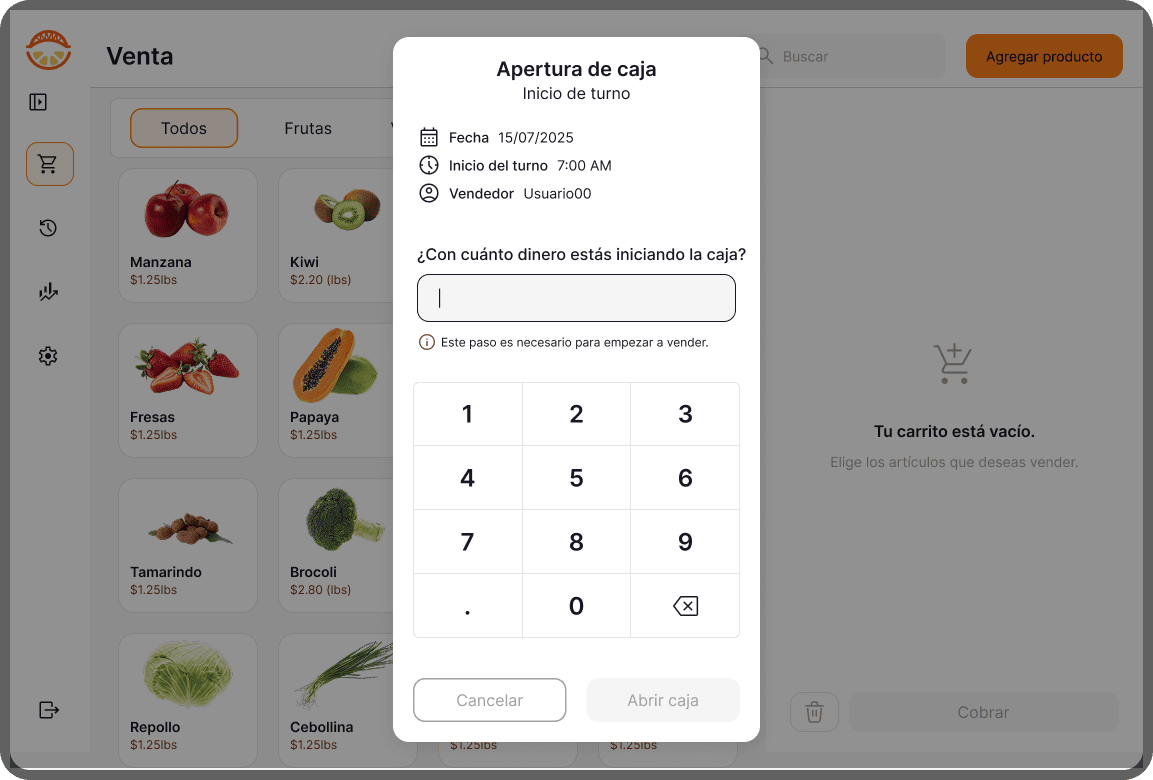 Venta
Buscar
Agregar producto
Todos
Frutas
Manzana
$1.25lbs
Kiwi
$2.20 (lbs)
Fresas
$1.25lbs
Papaya
$1.25lbs
Tamarindo
$1.25lbs
Brocoli
$2.80 (lbs)
Repollo
$1.25lbs
Cebollina
$1.25lbs
$1.25lbs
$1.25lbs
Apertura de caja
Inicio de turno
Fecha 15/07/2025
Inicio del turno 7:00 AM
Vendedor Usuario00
¿Con cuánto dinero estás iniciando la caja?
Este paso es necesario para empezar a vender.
1 2 3
4 5 6
7 8 9
. 0
Cancelar
Abrir caja
Tu carrito está vacío.
Elige los artículos que deseas vender.
Cobrar